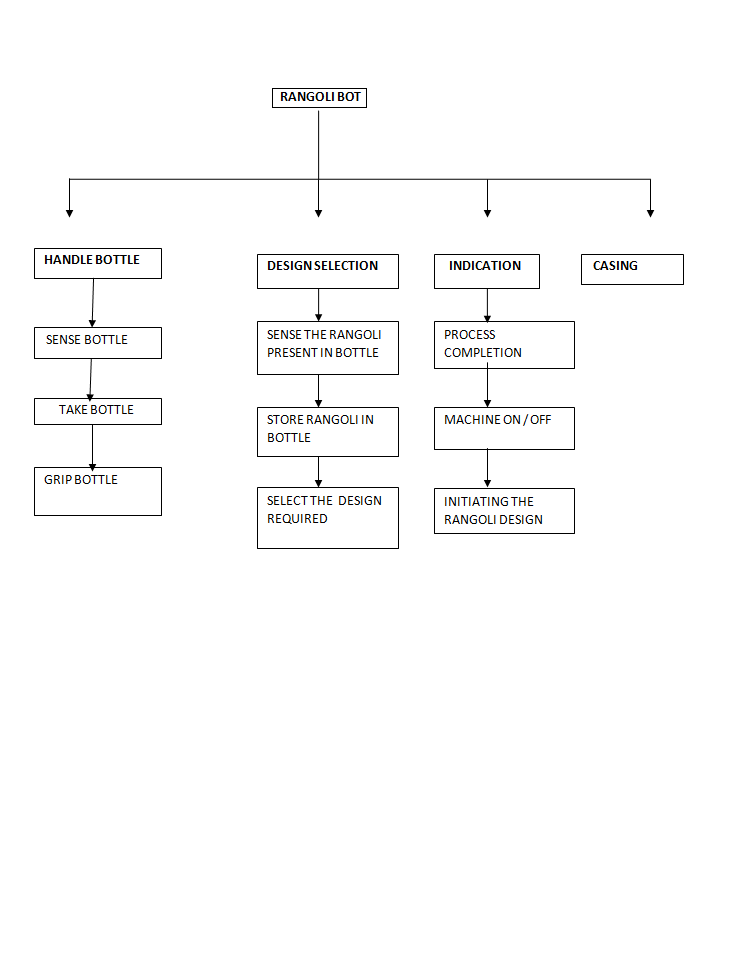 RANGOLI BOT
HANDLE BOTTLE
SENSE BOTTLE
TAKE BOTTLE
GRIP BOTTLE
DESIGN SELECTION
SENSE THE RANGOLI
PRESENT IN BOTTLE
STORE RANGOLI IN
BOTTLE
SELECT THE DESIGN
REQUIRED
INDICATION
PROCESS
COMPLETION
MACHINE ON / OFF
INITIATING THE
RANGOLI DESIGN
CASING